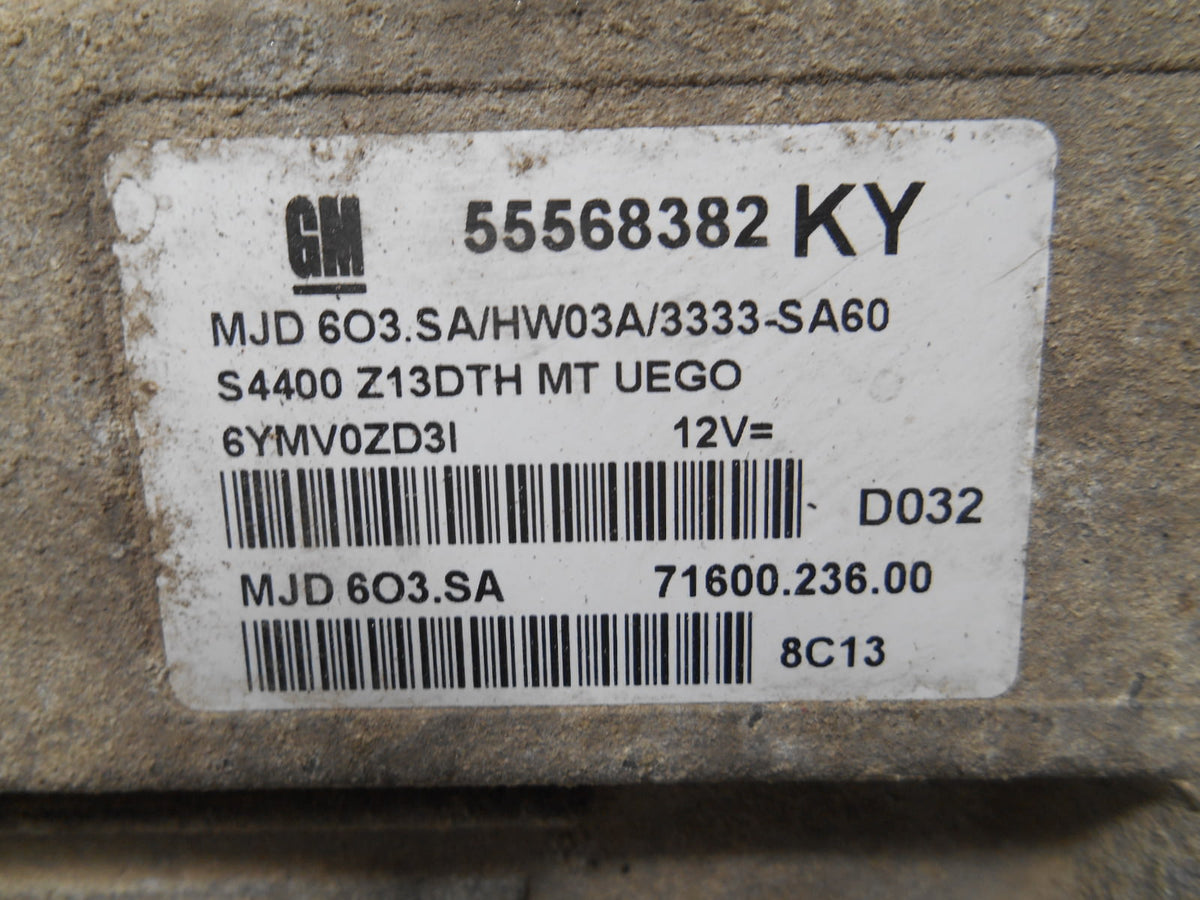 GM 55568382 KY
MJD 6O3.SA/HW03A/3333-SA60
S4400 Z13DTH MT UEGO
6YMV0ZD3I 12V=
D032
MJD 6O3.SA 71600.236.00
8C13